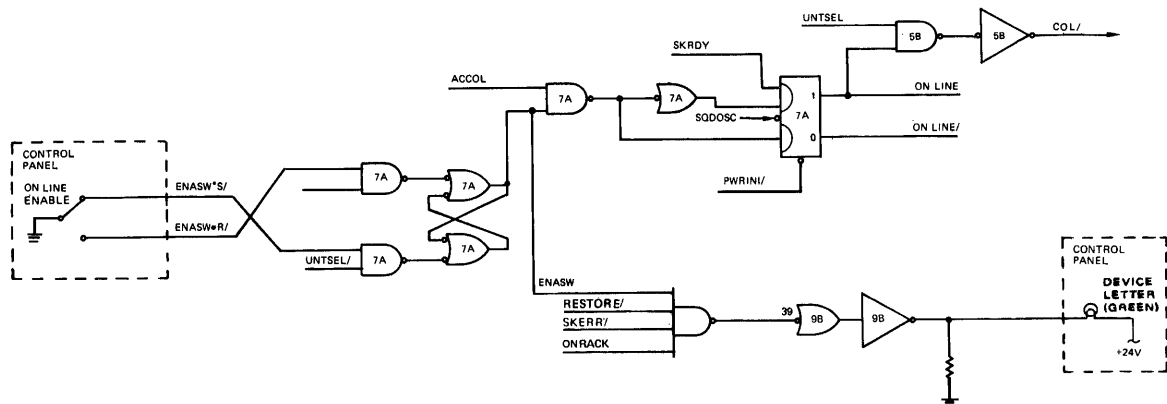 UNTSEL
5B
5B
COL/
SKRDY
ACCOL
7A
7A
1
7A
0
ON LINE
SQDOSC
ON LINE/
PWRINI/
CONTROL
PANEL
ON LINE
ENABLE
ENASW*S/
ENASW*R/
7A
7A
UNTSEL/
7A
7A
ENASW
RESTORE/
SKERR/
ONRACK
39
9B
9B
CONTROL
PANEL
DEVICE
LETTER
(GREEN)
+24V